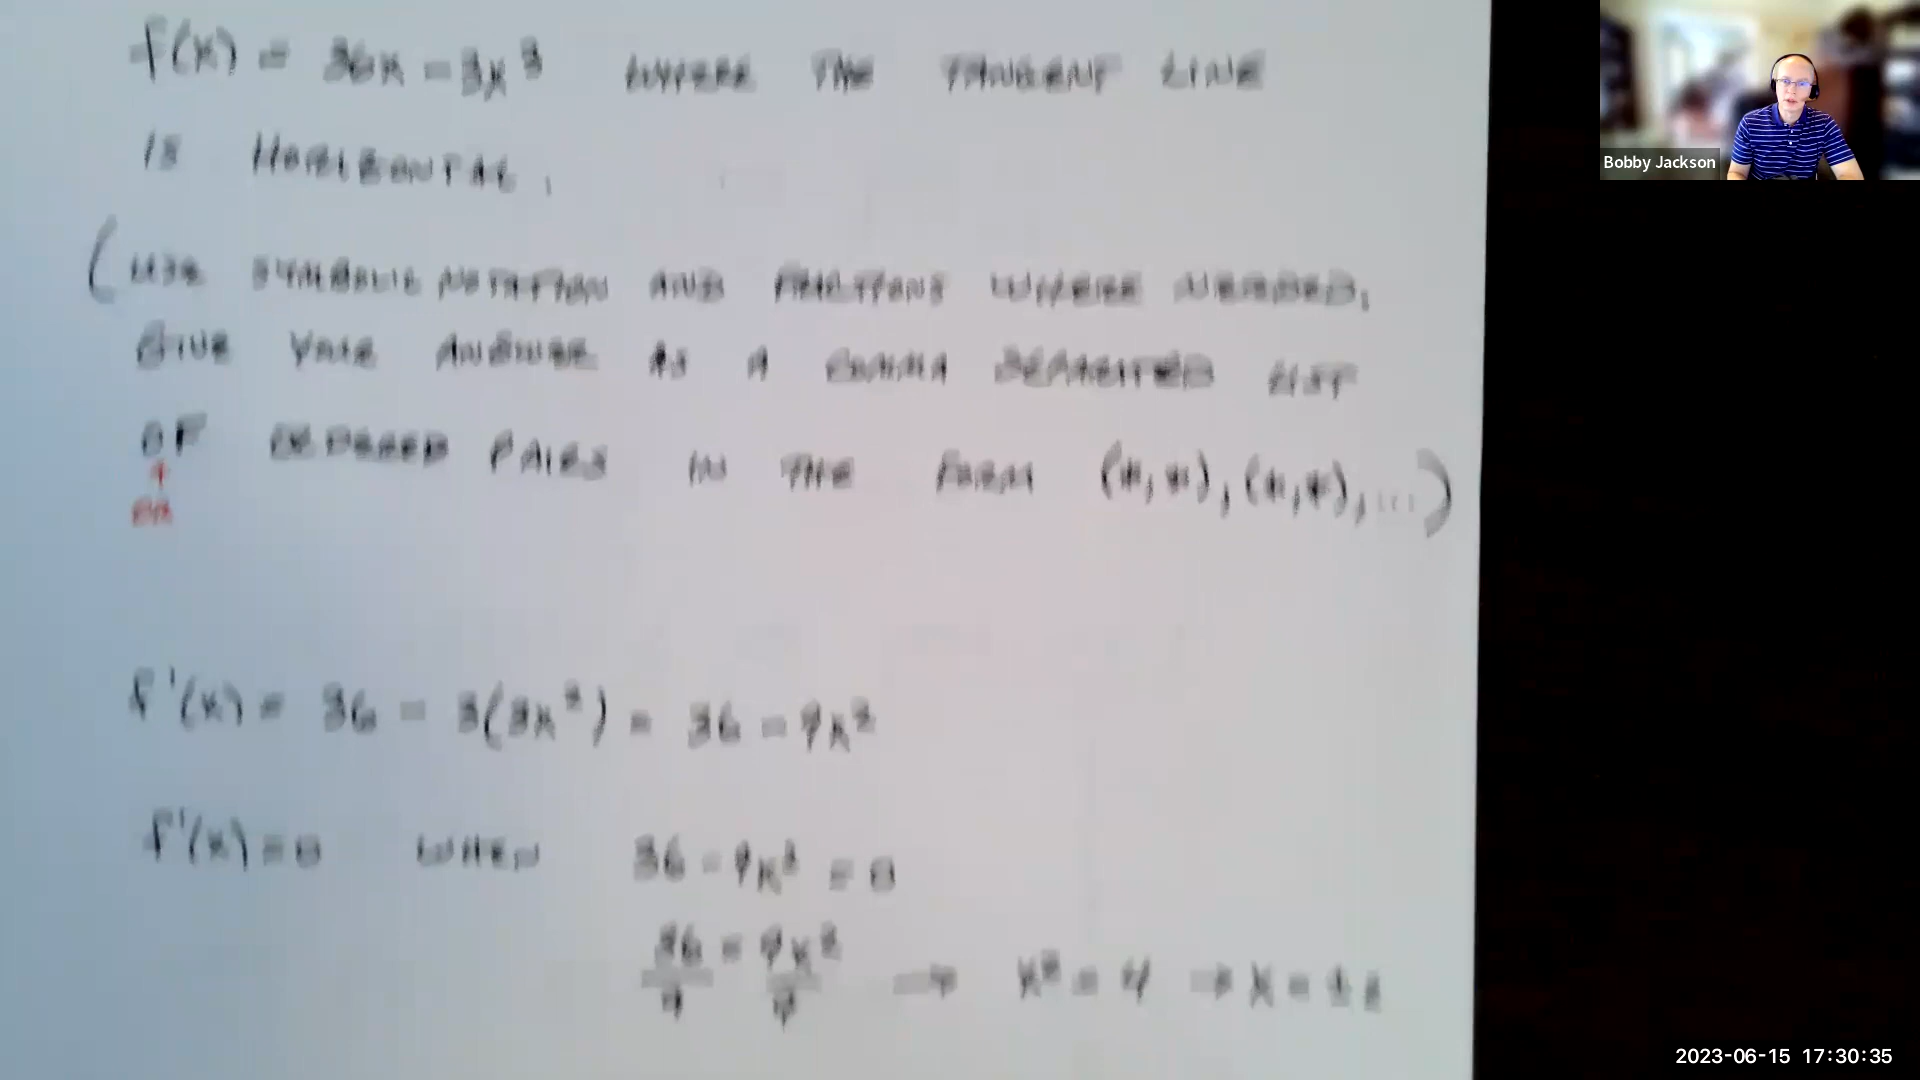 f(x) = 36x - 3x³ WHERE THE TANGENT LINE
IS HORIZONTAL.
(USE SYMBOLIC NOTATION AND FRACTIONS WHERE NEEDED.
GIVE YOUR ANSWER AS A COMMA SEPARATED LIST
OF ORDERED PAIRS IN THE FORM (*,*), (*,*), ...)
f'(x) = 36 - 3(3x²) = 36 - 9x²
f'(x) = 0 WHEN 36 - 9x² = 0
36/9 = 9x²/9 → x² = 4 → x = ±2
Bobby Jackson
2023-06-15 17:30:35